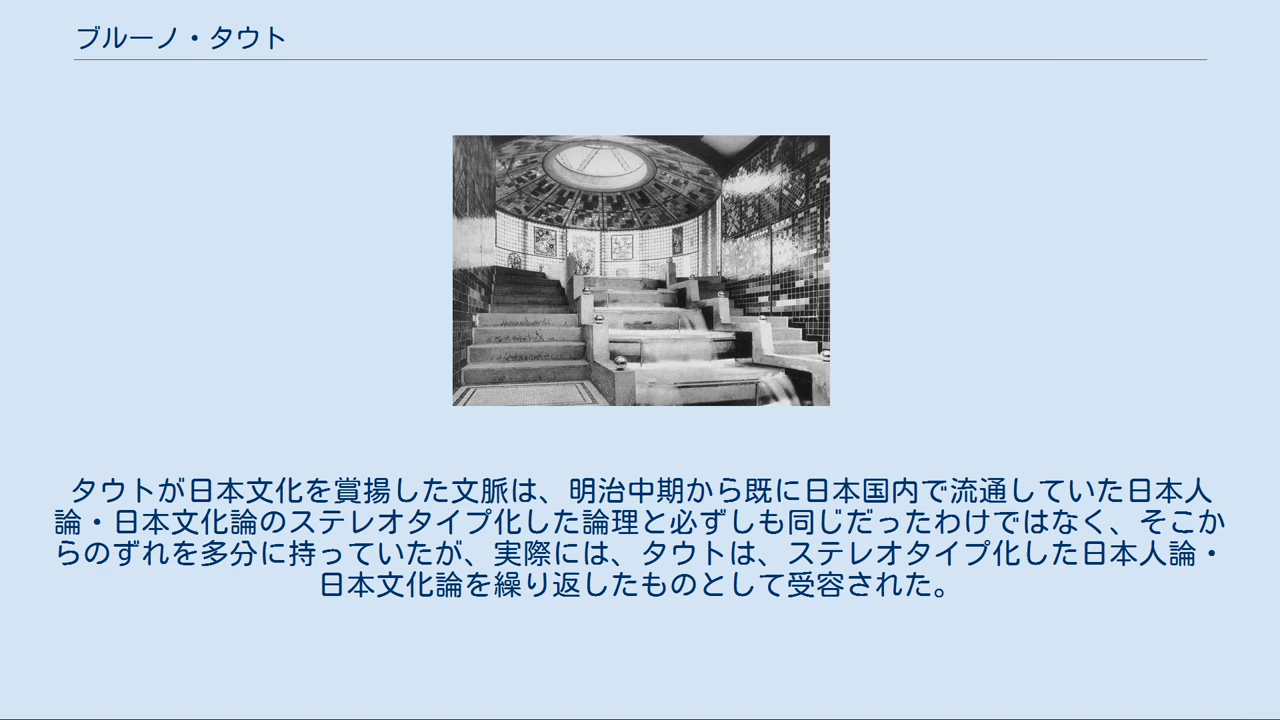 ブルーノ・タウト
タウトが日本文化を賞揚した文脈は、明治中期から既に日本国内で流通していた日本人
論・日本文化論のステレオタイプ化した論理と必ずしも同じだったわけではなく、そこか
らのずれを多分に持っていたが、実際には、タウトは、ステレオタイプ化した日本人論・
日本文化論を繰り返したものとして受容された。